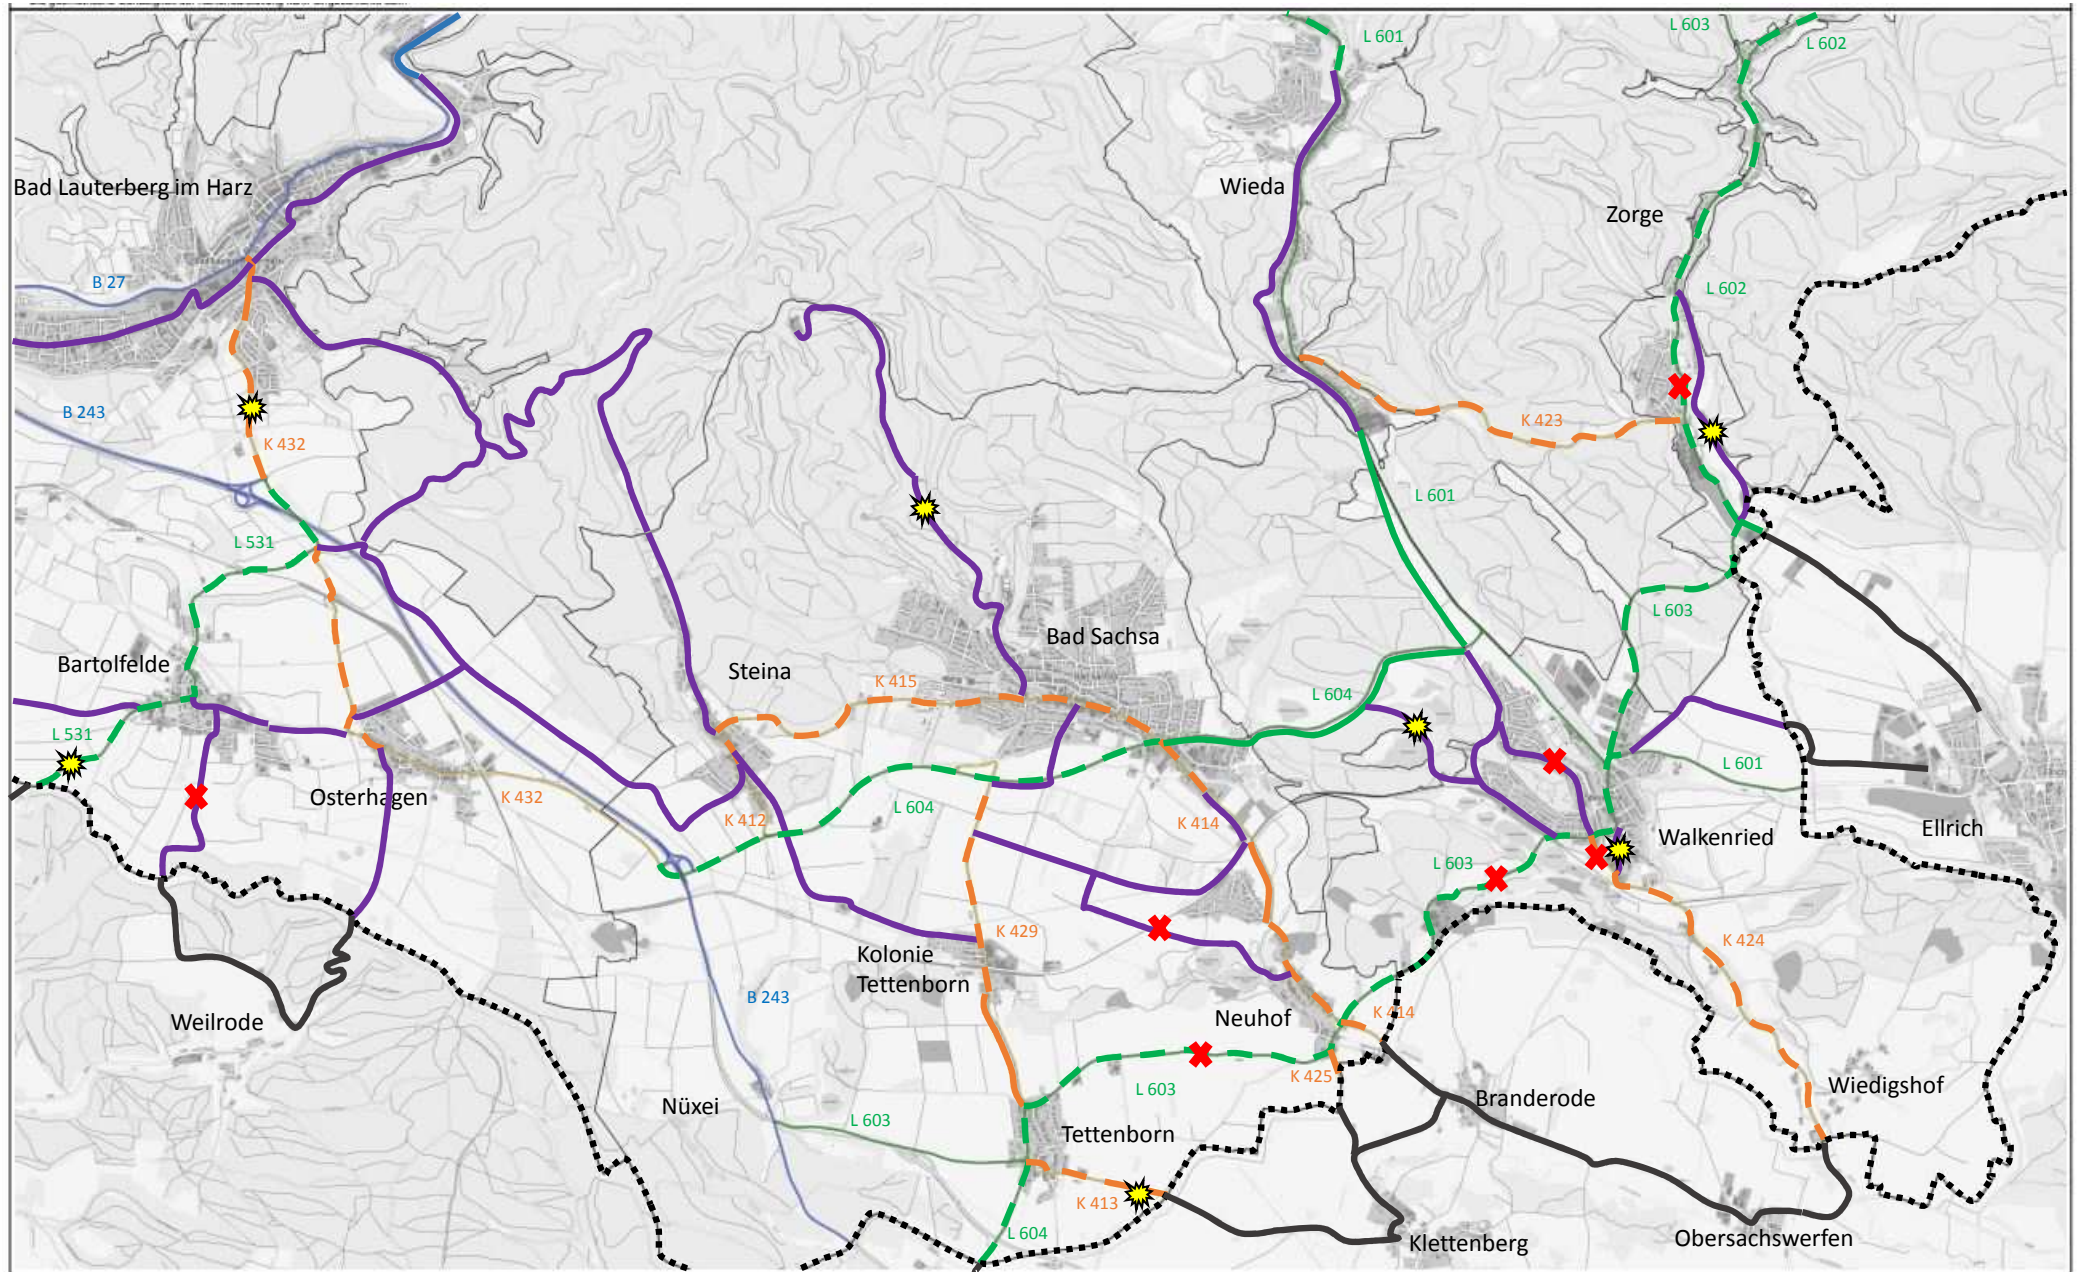 L 601
L 603
L 602
Bad Lauterberg im Harz
Wieda
Zorge
B 27
L 602
B 243
K 423
K 432
L 601
L 531
L 603
Bartolfelde
Steina
Bad Sachsa
K 415
L 604
L 531
L 601
Osterhagen
K 432
L 604
K 412
K 414
Walkenried
Ellrich
L 603
K 429
K 424
Kolonie
Tettenborn
B 243
Weilrode
Neuhof
K 414
K 425
L 603
Wiedigshof
Nüxei
Branderode
L 603
Tettenborn
K 413
L 604
Klettenberg
Obersachswerfen